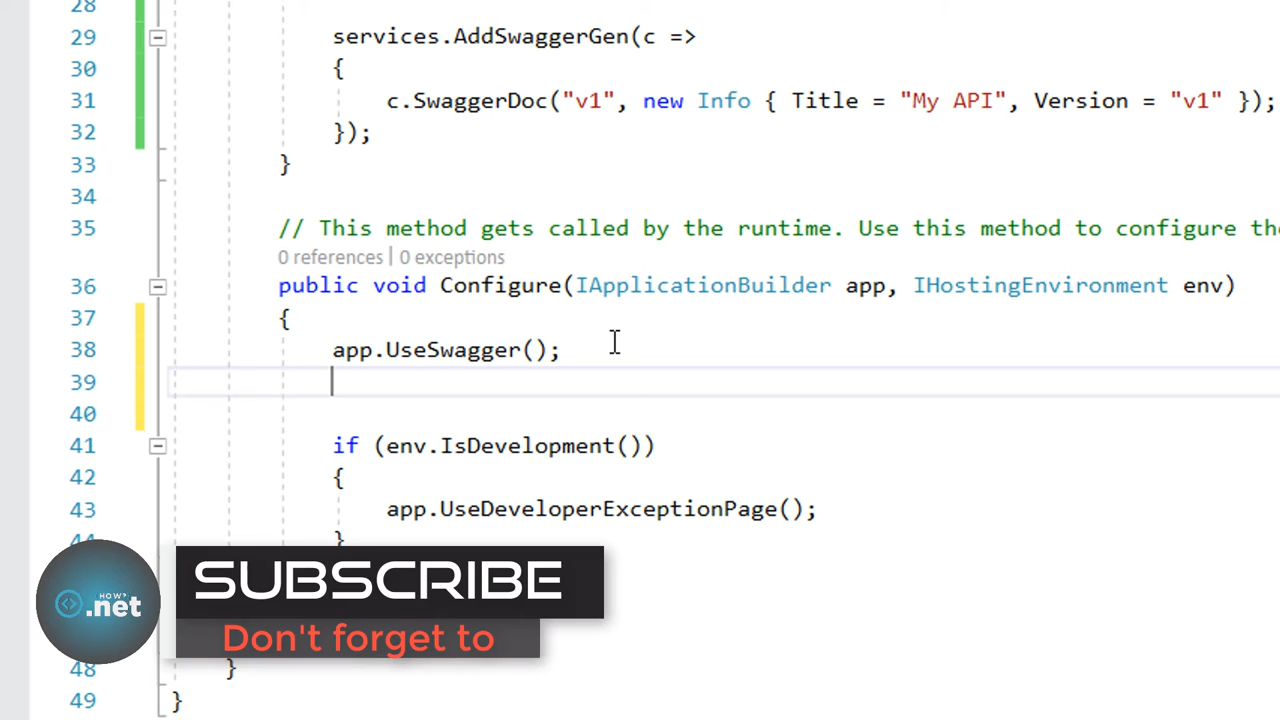 28
29 services.AddSwaggerGen(c =>
30 {
31 c.SwaggerDoc("v1", new Info { Title = "My API", Version = "v1" });
32 });
33 }
34
35 // This method gets called by the runtime. Use this method to configure the
0 references | 0 exceptions
36 public void Configure(IApplicationBuilder app, IHostingEnvironment env)
37 {
38 app.UseSwagger();
39
40
41 if (env.IsDevelopment())
42 {
43 app.UseDeveloperExceptionPage();
44 }
HOW?
.net
SUBSCRIBE
Don't forget to
48 }
49 }